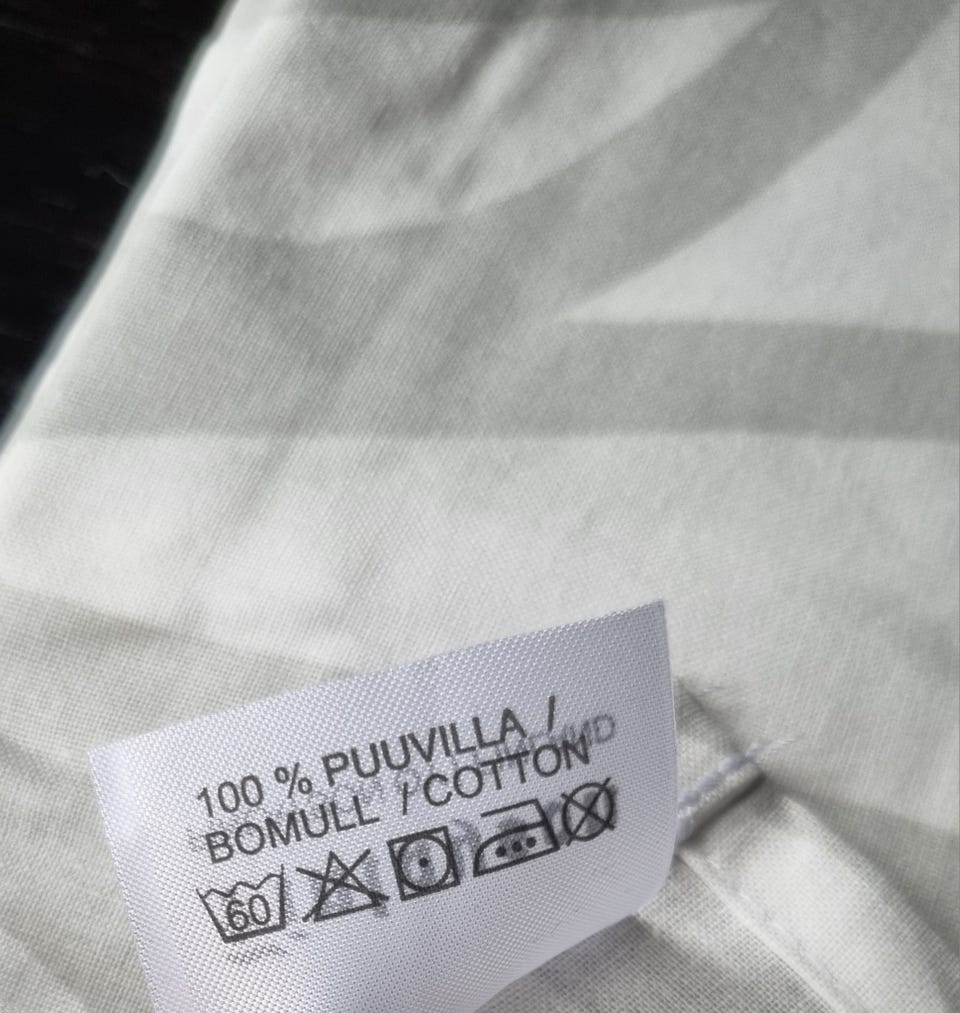 100 % PUUVILLA /
BOMULL / COTTON
60